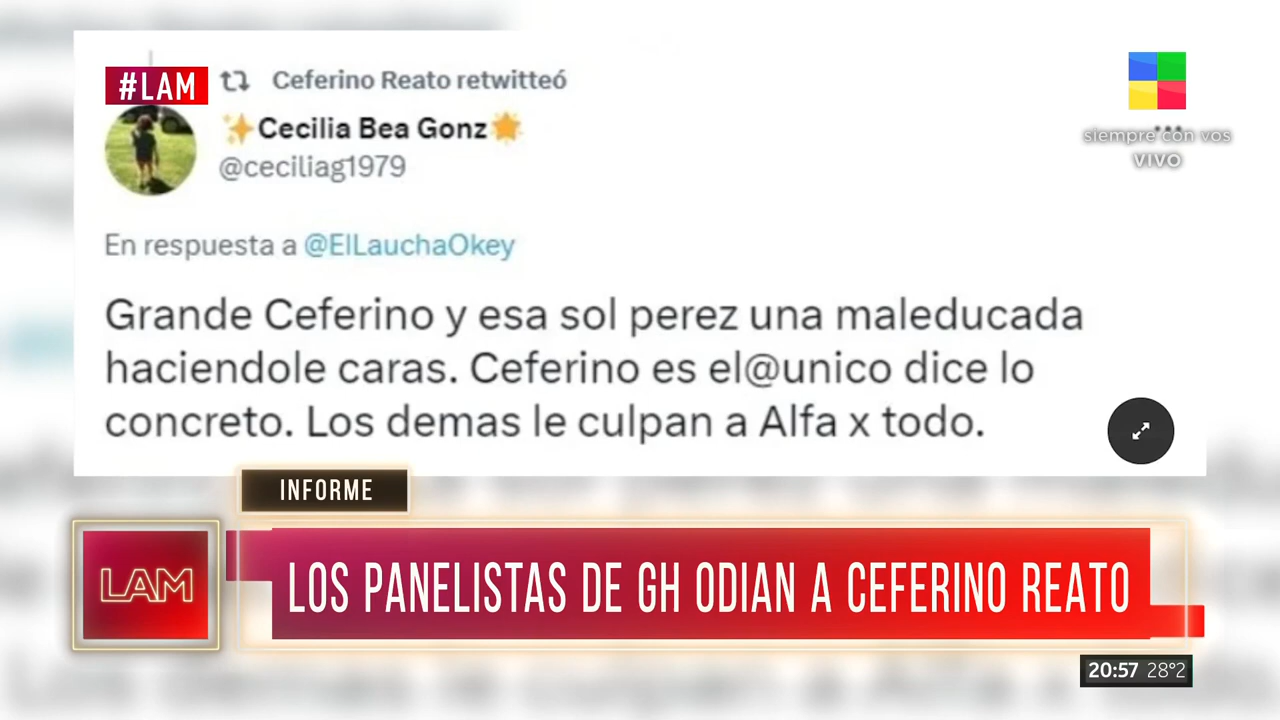 #LAM
Ceferino Reato retwitteó
Cecilia Bea Gonz
@ceciliag1979
siempre con vos
VIVO
En respuesta a @ElLauchaOkey
Grande Ceferino y esa sol perez una maleducada
haciendole caras. Ceferino es el@unico dice lo
concreto. Los demas le culpan a Alfa x todo.
INFORME
LAM
LOS PANELISTAS DE GH ODIAN A CEFERINO REATO
20:57 28°2